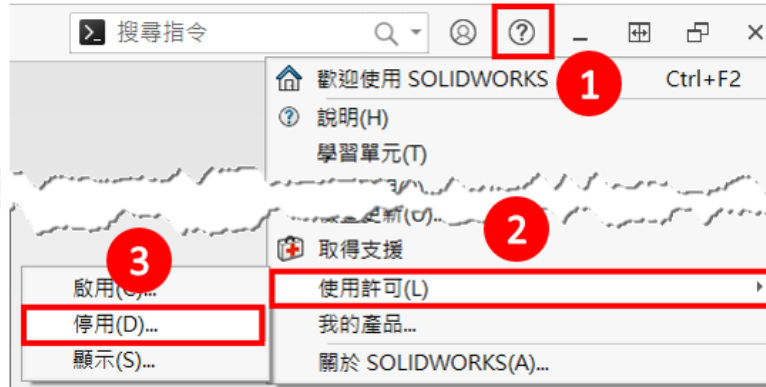 搜尋指令
1
歡迎使用 SOLIDWORKS Ctrl+F2
說明(H)
學習單元(T)
2
取得支援
3
啟用(C)...
使用許可(L)
停用(D)...
我的產品...
顯示(S)...
關於 SOLIDWORKS(A)...